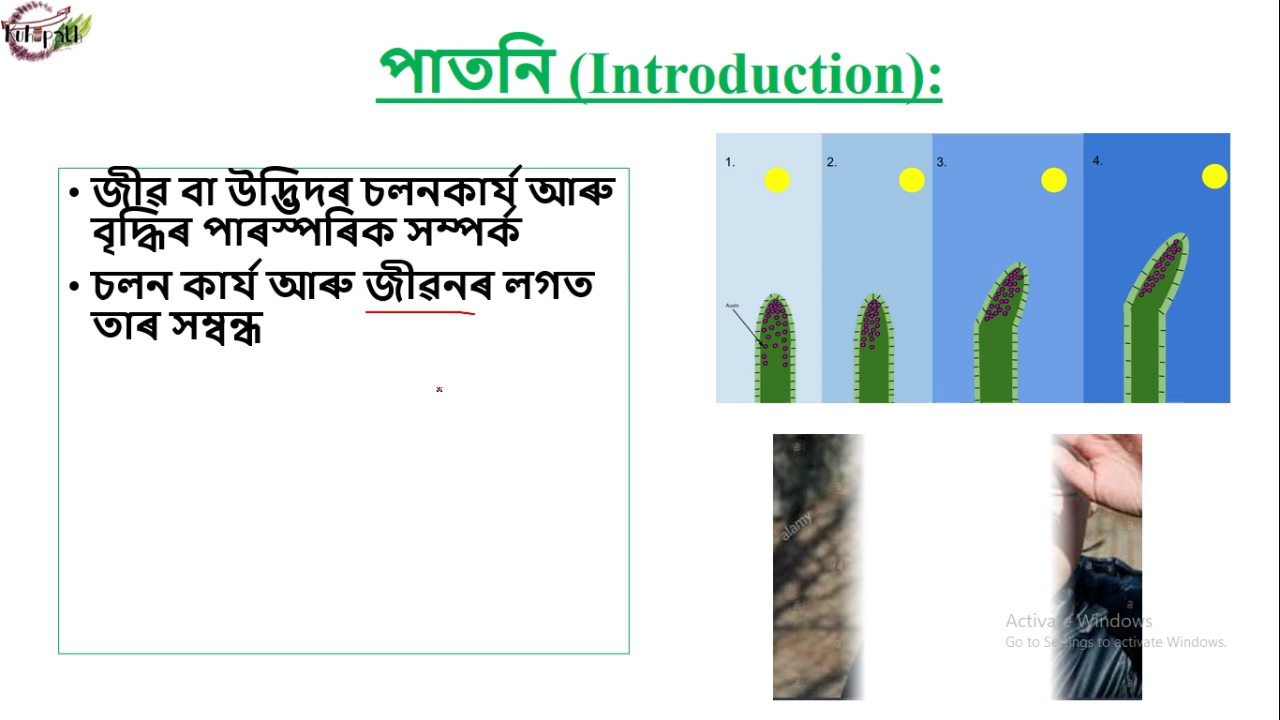 Kuhipath
পাতনি (Introduction):
• জীৱ বা উদ্ভিদৰ চলনকাৰ্য আৰু
বৃদ্ধিৰ পাৰস্পৰিক সম্পৰ্ক
• চলন কাৰ্য আৰু জীৱনৰ লগত
তাৰ সম্বন্ধ
1.
2.
3.
4.
Auxin
alamy
Activate Windows
Go to Settings to activate Windows.